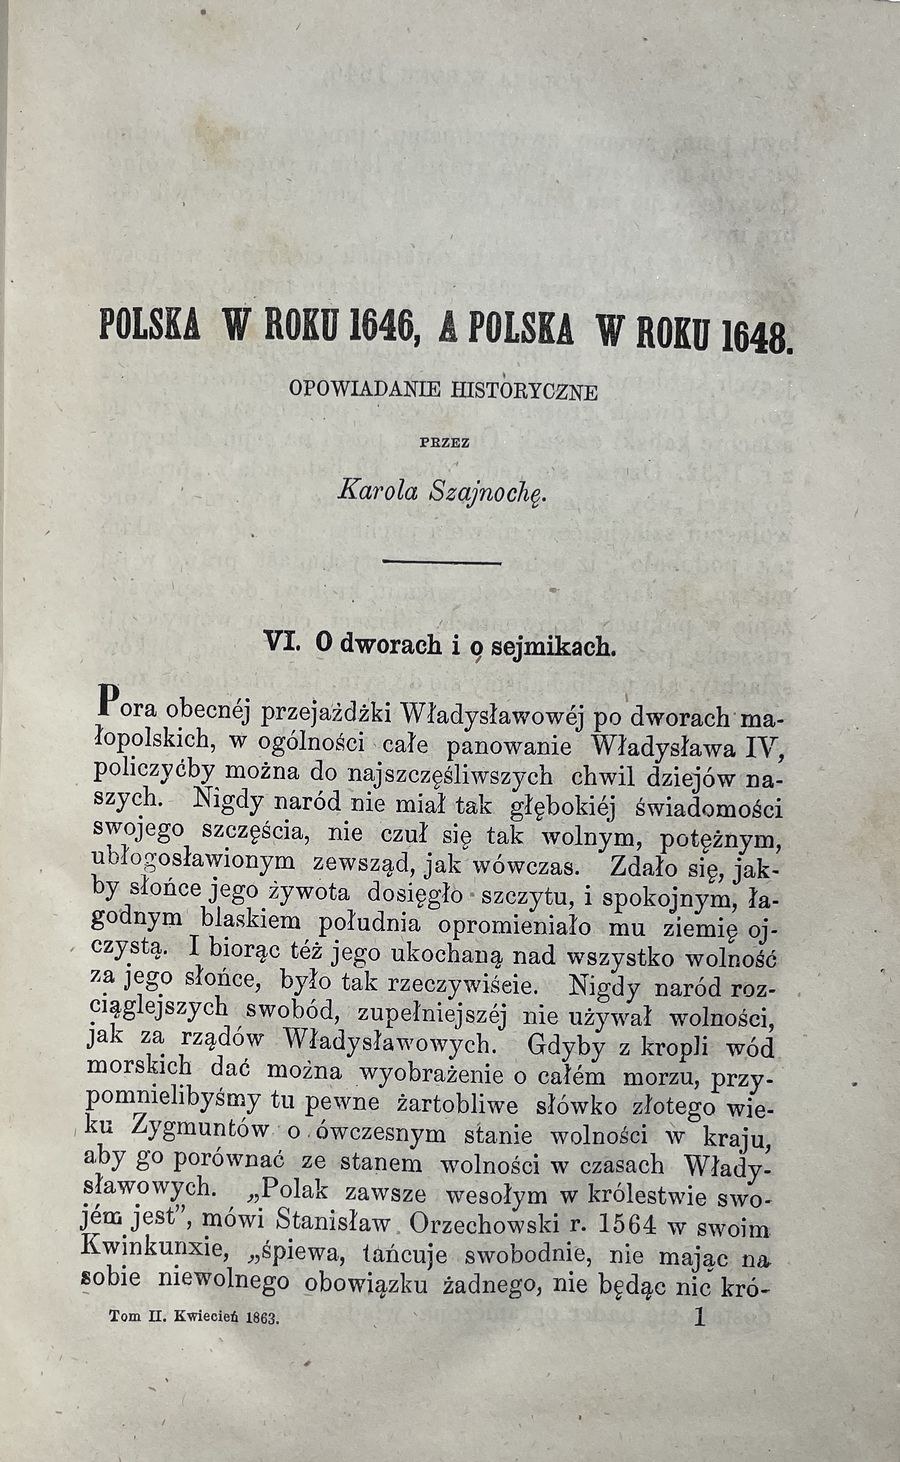 POLSKA W ROKU 1646, A POLSKA W ROKU 1648.
OPOWIADANIE HISTORYCZNE
PRZEZ
Karola Szajnochę.
VI. O dworach i o sejmikach.
Pora obecnéj przejażdżki Władysławowéj po dworach ma-
łopolskich, w ogólności całe panowanie Władysława IV,
policzyćby można do najszczęśliwszych chwil dziejów na-
szych. Nigdy naród nie miał tak głębokiéj świadomości
swojego szczęścia, nie czuł się tak wolnym, potężnym,
ubłogosławionym zewsząd, jak wówczas. Zdało się, jak-
by słońce jego żywota dosięgło szczytu, i spokojnym, ła-
godnym blaskiem południa opromieniało mu ziemię oj-
czystą. I biorąc téż jego ukochaną nad wszystko wolność
za jego słońce, było tak rzeczywiście. Nigdy naród roz-
ciąglejszych swobód, zupełniejszéj nie używał wolności,
jak za rządów Władysławowych. Gdyby z kropli wód
morskich dać można wyobrażenie o całém morzu, przy-
pomnielibyśmy tu pewne żartobliwe słówko złotego wie-
ku Zygmuntów o ówczesnym stanie wolności w kraju,
aby go porównać ze stanem wolności w czasach Włady-
sławowych. „Polak zawsze wesołym w królestwie swo-
jém jest”, mówi Stanisław Orzechowski r. 1564 w swoim
Kwinkunxie, „śpiewa, tańcuje swobodnie, nie mając na
sobie niewolnego obowiązku żadnego, nie będąc nic kró-
Tom II. Kwiecień 1863. 1